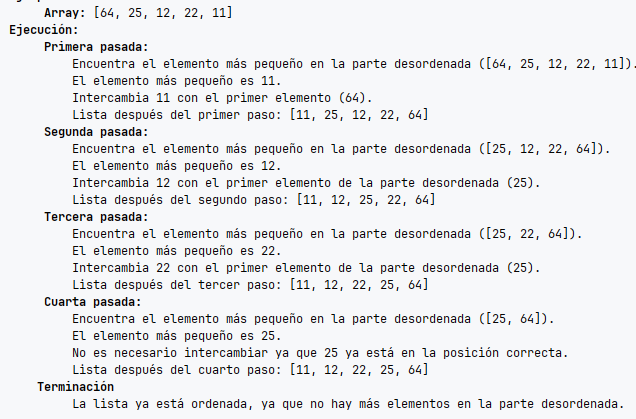 Array: [64, 25, 12, 22, 11]
Ejecución:
Primera pasada:
Encuentra el elemento más pequeño en la parte desordenada ([64, 25, 12, 22, 11]).
El elemento más pequeño es 11.
Intercambia 11 con el primer elemento (64).
Lista después del primer paso: [11, 25, 12, 22, 64]
Segunda pasada:
Encuentra el elemento más pequeño en la parte desordenada ([25, 12, 22, 64]).
El elemento más pequeño es 12.
Intercambia 12 con el primer elemento de la parte desordenada (25).
Lista después del segundo paso: [11, 12, 25, 22, 64]
Tercera pasada:
Encuentra el elemento más pequeño en la parte desordenada ([25, 22, 64]).
El elemento más pequeño es 22.
Intercambia 22 con el primer elemento de la parte desordenada (25).
Lista después del tercer paso: [11, 12, 22, 25, 64]
Cuarta pasada:
Encuentra el elemento más pequeño en la parte desordenada ([25, 64]).
El elemento más pequeño es 25.
No es necesario intercambiar ya que 25 ya está en la posición correcta.
Lista después del cuarto paso: [11, 12, 22, 25, 64]
Terminación
La lista ya está ordenada, ya que no hay más elementos en la parte desordenada.